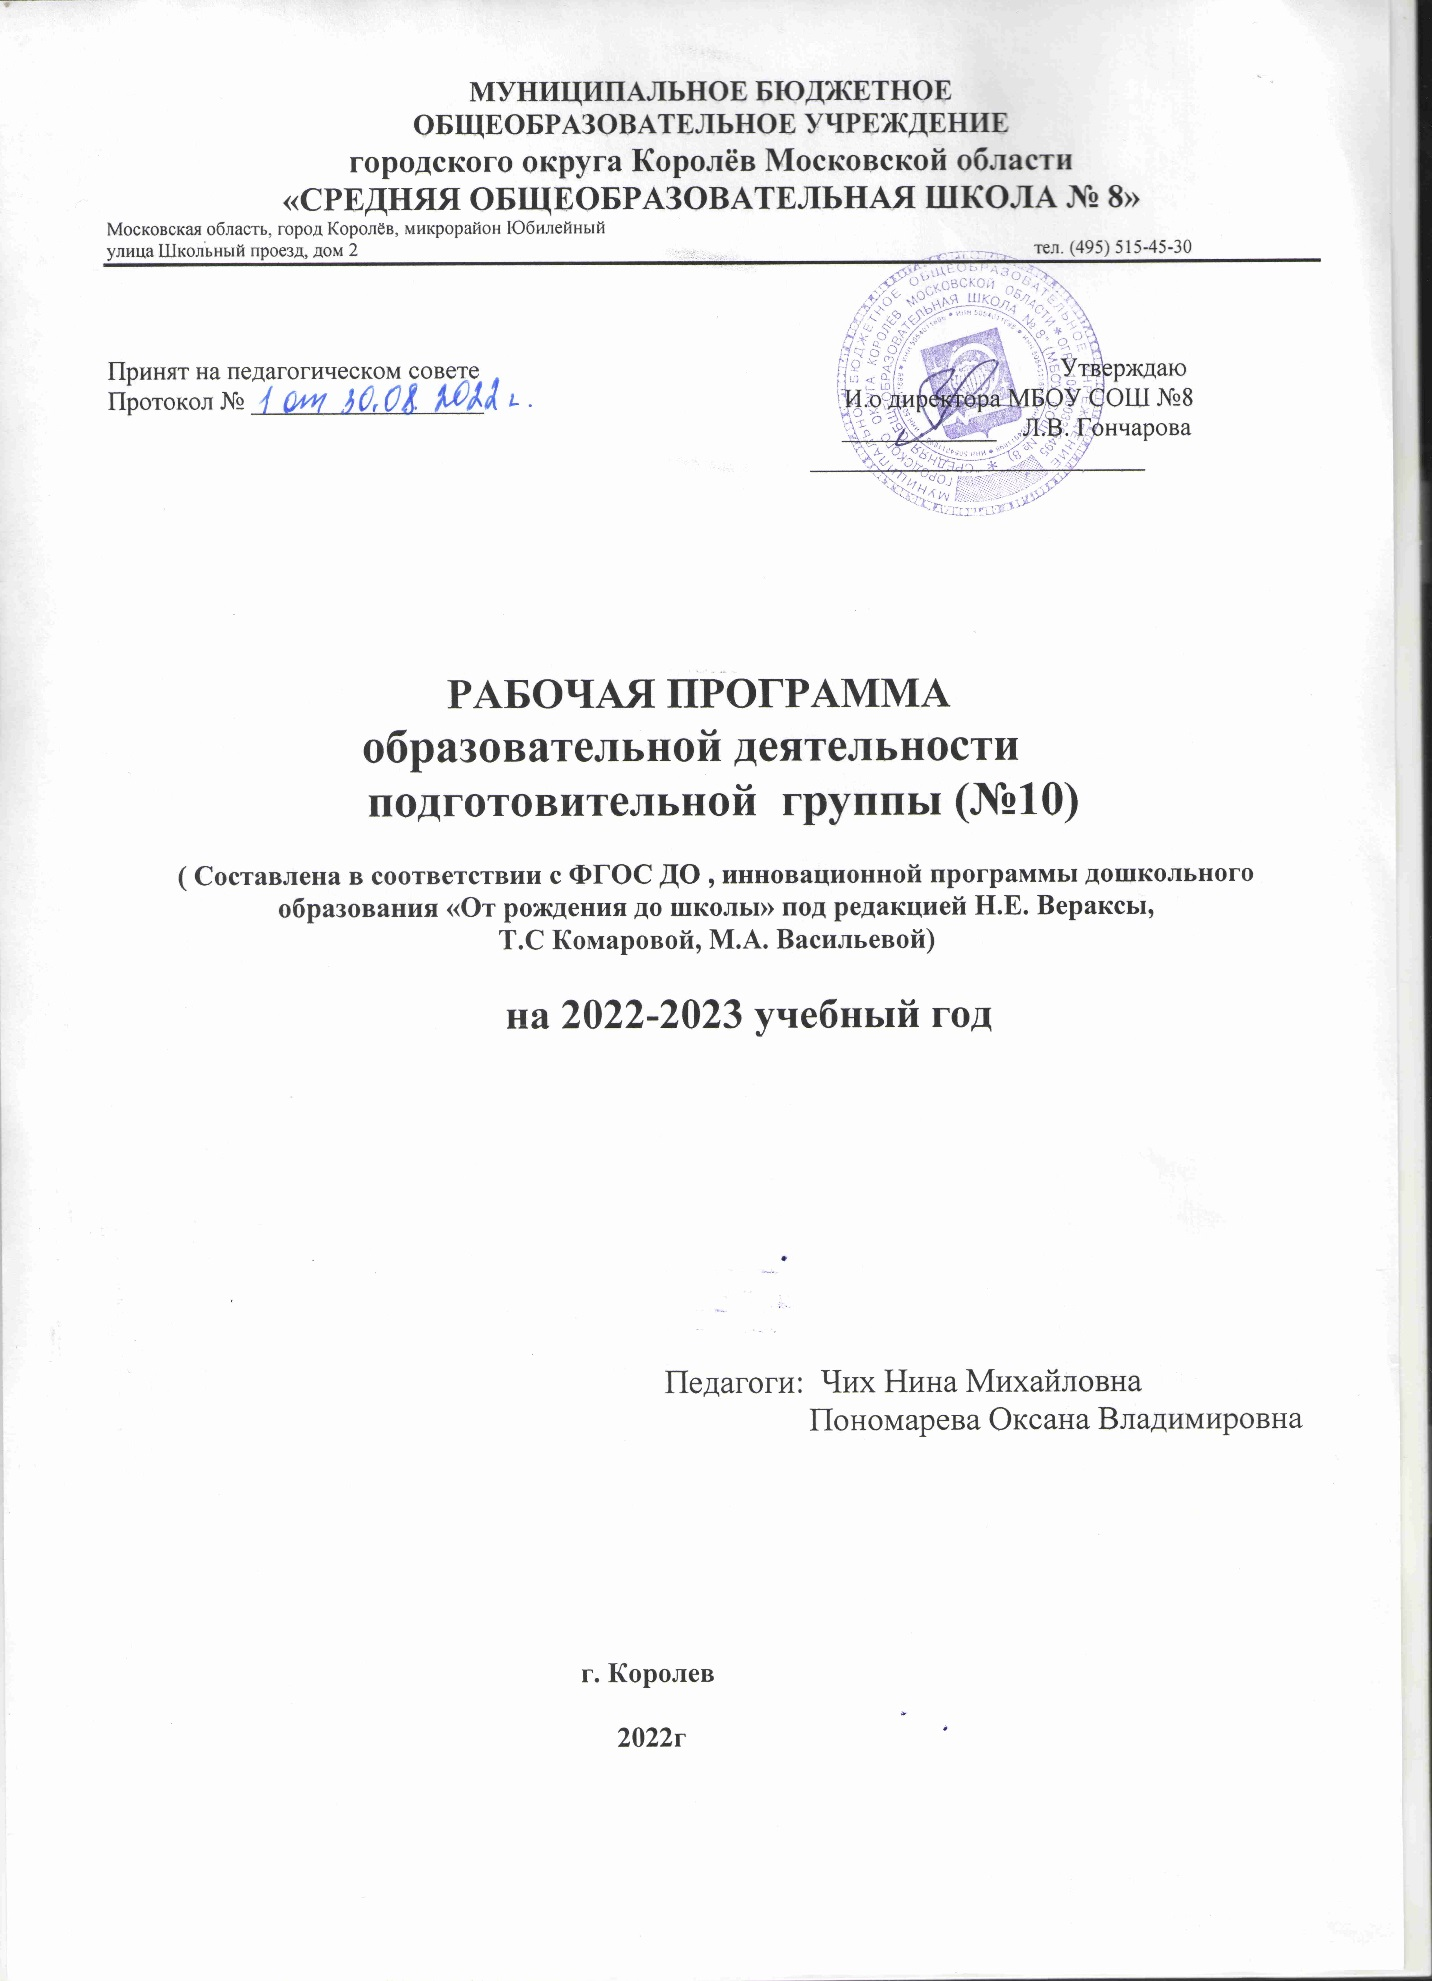 МУНИЦИПАЛЬНОЕ БЮДЖЕТНОЕ
ОБЩЕОБРАЗОВАТЕЛЬНОЕ УЧРЕЖДЕНИЕ
городского округа Королёв Московской области
«СРЕДНЯЯ ОБЩЕОБРАЗОВАТЕЛЬНАЯ ШКОЛА № 8»
Московская область, город Королёв, микрорайон Юбилейный
улица Школьный проезд, дом 2 тел. (495) 515-45-30
Принят на педагогическом совете Утверждаю
Протокол № 1 от 30.08. 2022 г. И.о директора МБОУ СОШ №8
Л.В. Гончарова
РАБОЧАЯ ПРОГРАММА
образовательной деятельности
подготовительной группы (№10)
( Составлена в соответствии с ФГОС ДО , инновационной программы дошкольного
образования «От рождения до школы» под редакцией Н.Е. Вераксы,
Т.С Комаровой, М.А. Васильевой)
на 2022-2023 учебный год
Педагоги: Чих Нина Михайловна
Пономарева Оксана Владимировна
г. Королев
2022г